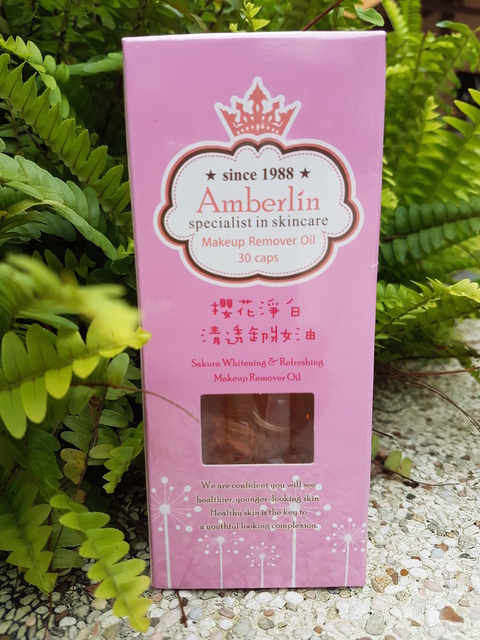 ★ since 1988 ★
Amberlin
specialist in skincare
Makeup Remover Oil
30 caps
櫻花淨白
清透卸妝油
Sakura Whitening & Refreshing
Makeup Remover Oil
We are confident you will see
healthier, younger-looking skin.
Healthy skin is the key to
a youthful looking complexion.